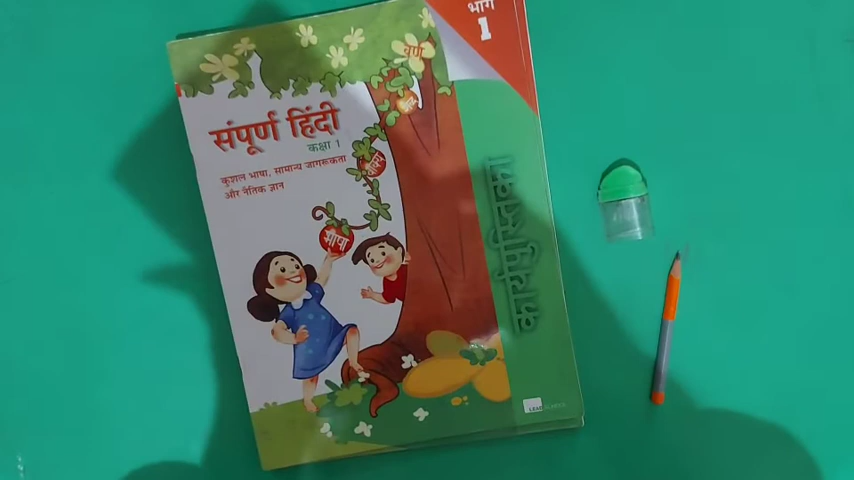 भाग
1
वर्ण
संपूर्ण हिंदी
कक्षा 1
कुशल भाषा, सामान्य जागरूकता
और नैतिक ज्ञान
वाक्य
भाषा
कार्यपुस्तिका